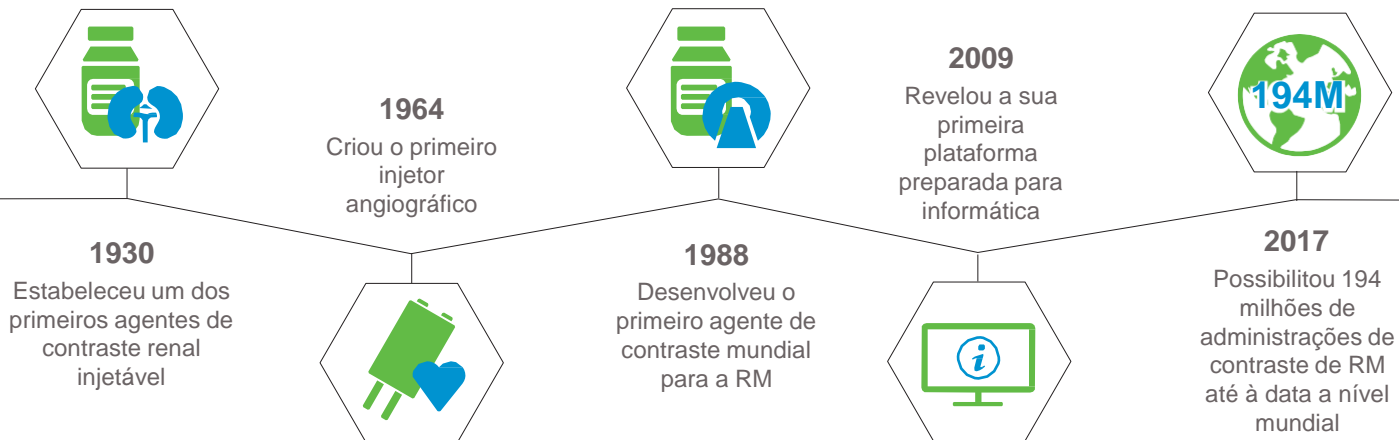 1930
Estabeleceu um dos
primeiros agentes de
contraste renal
injetável
1964
Criou o primeiro
injetor
angiográfico
1988
Desenvolveu o
primeiro agente de
contraste mundial
para a RM
2009
Revelou a sua
primeira
plataforma
preparada para
informática
i
194M
2017
Possibilitou 194
milhões de
administrações de
contraste de RM
até à data a nível
mundial